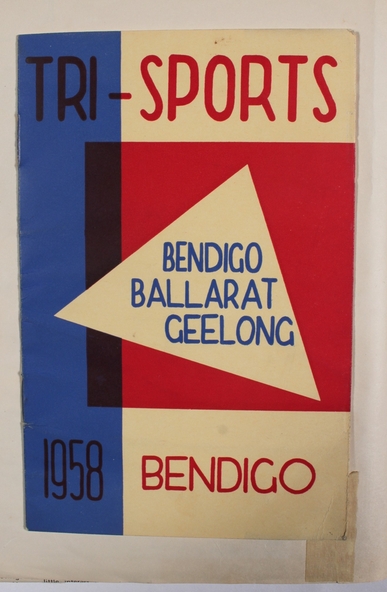 TRI-SPORTS
BENDIGO
BALLARAT
GEELONG
1958 BENDIGO